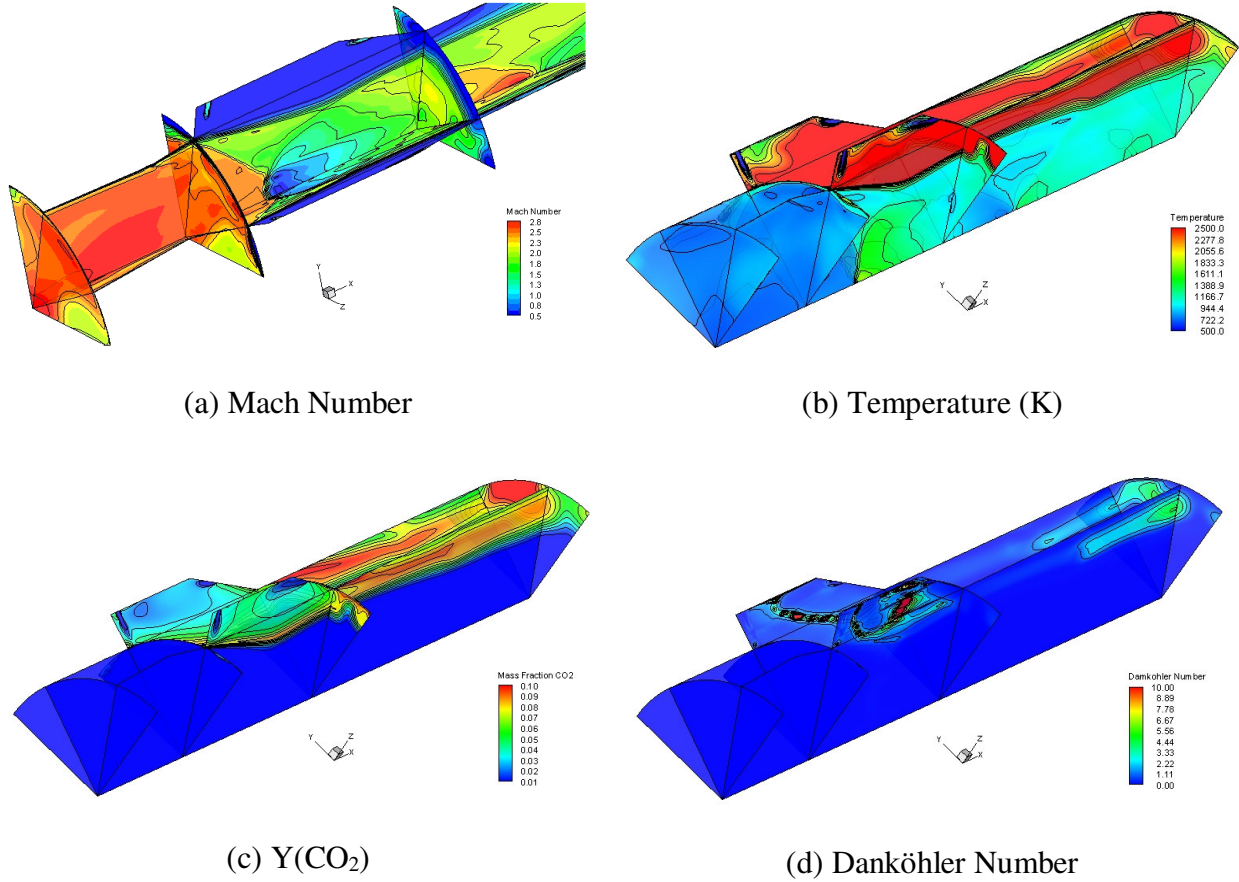 Mach Number
2.8
2.5
2.3
2.0
1.8
1.5
1.3
1.0
0.8
0.5
Y
X
Z
(a) Mach Number
Temperature
2500.0
2277.8
2055.6
1833.3
1611.1
1388.9
1166.7
944.4
722.2
500.0
Y
Z
X
(b) Temperature (K)
Mass Fraction CO2
0.10
0.09
0.08
0.07
0.06
0.05
0.04
0.03
0.02
0.01
Y
Z
X
(c) Y(CO₂)
Damkohler Number
10.00
8.89
7.78
6.67
5.56
4.44
3.33
2.22
1.11
0.00
Y
Z
X
(d) Danköhler Number